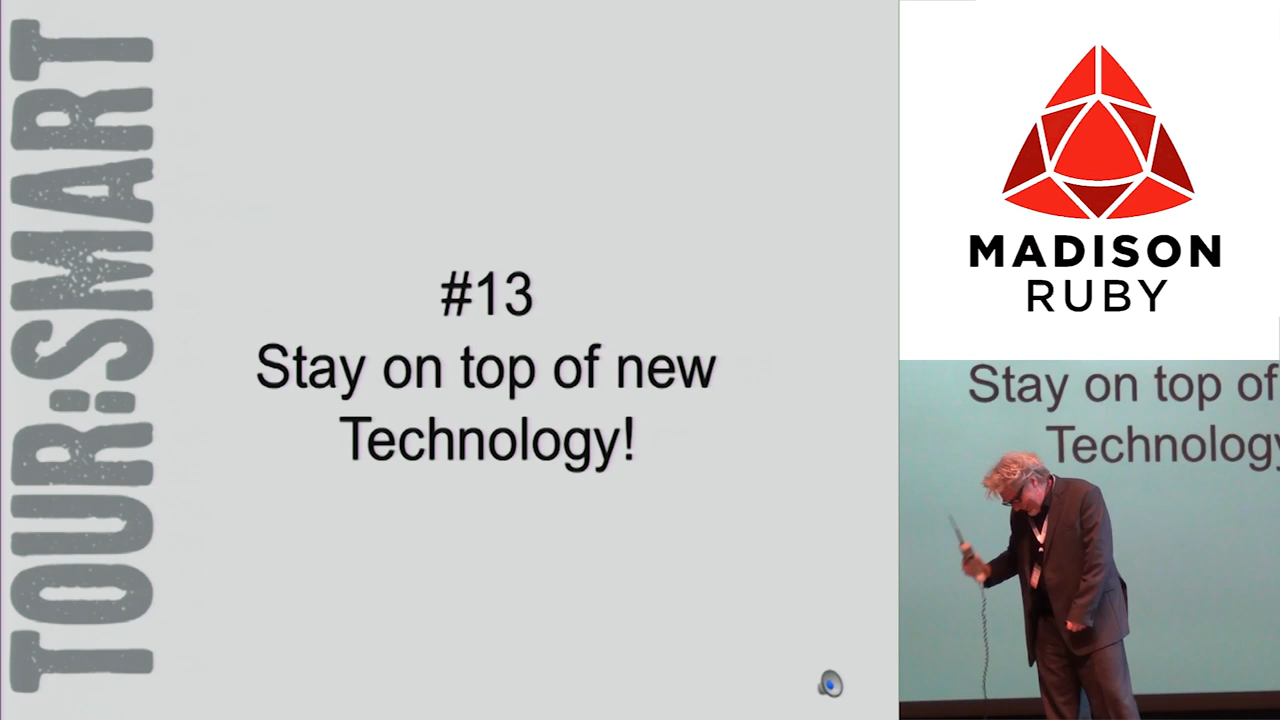 TOUR:SMART
#13
Stay on top of new
Technology!
MADISON
RUBY
Stay on top of
Technology